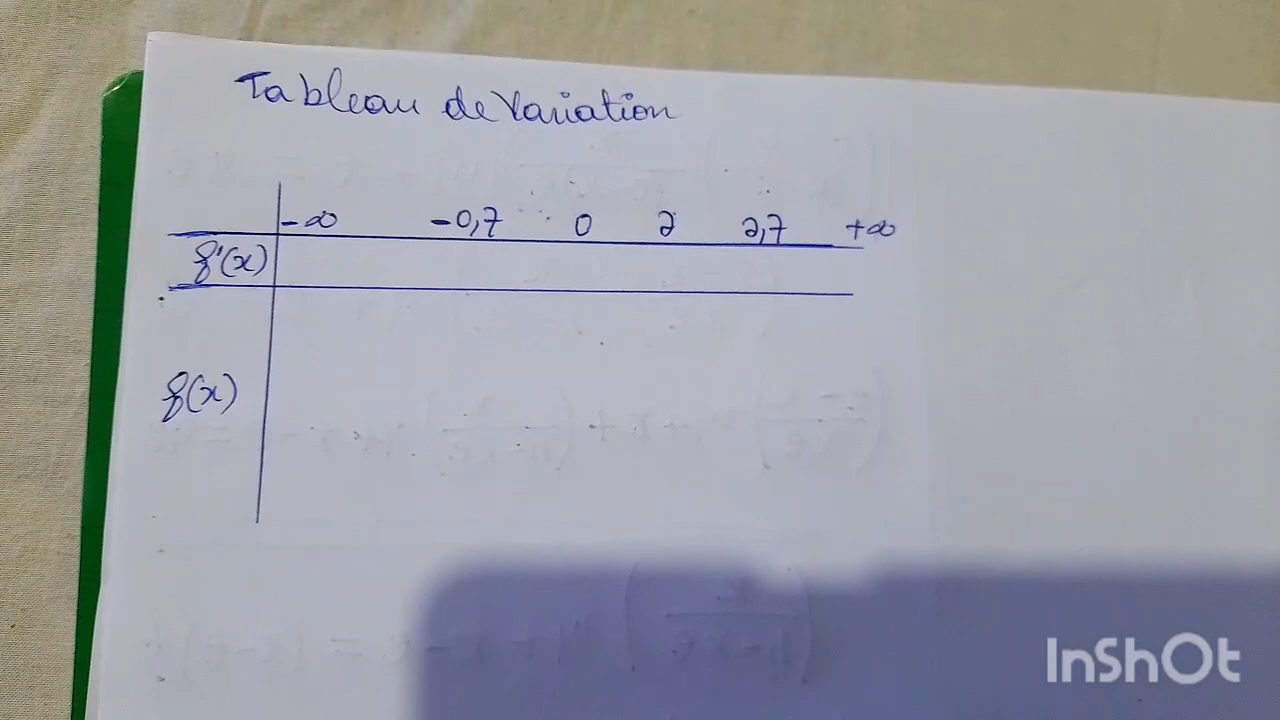 Tableau de Variation
-∞ -0,7 0 2 2,7 +∞
f'(x)
f(x)
InShOt